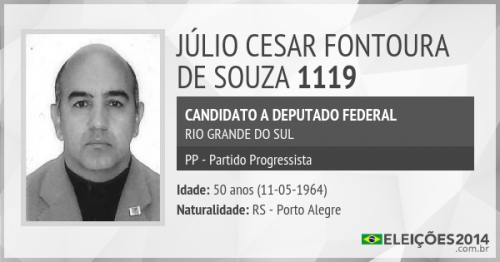 JÚLIO CESAR FONTOURA
DE SOUZA 1119
CANDIDATO A DEPUTADO FEDERAL
RIO GRANDE DO SUL
PP - Partido Progressista
Idade: 50 anos (11-05-1964)
Naturalidade: RS - Porto Alegre
ELEIÇÕES2014
.com.br